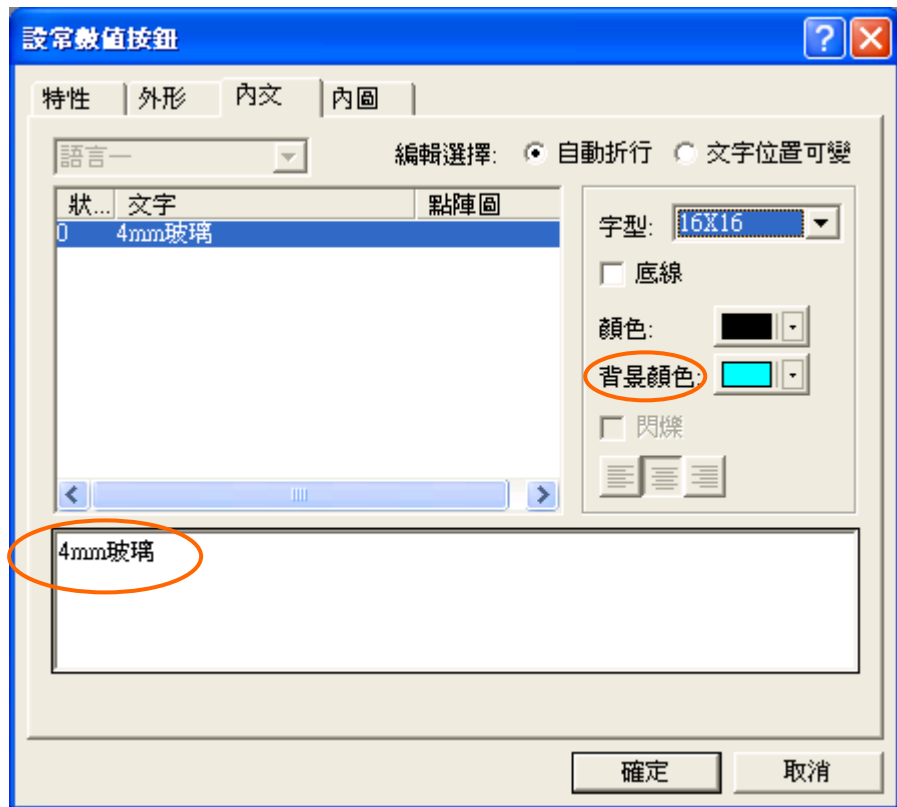 設常數值按鈕
特性 外形 內文 內圖
語言一 編輯選擇: 自動折行 文字位置可變
狀... 文字 點陣圖
0 4mm玻璃
字型: 16X16
底線
顏色:
背景顏色:
閃爍
4mm玻璃
確定 取消